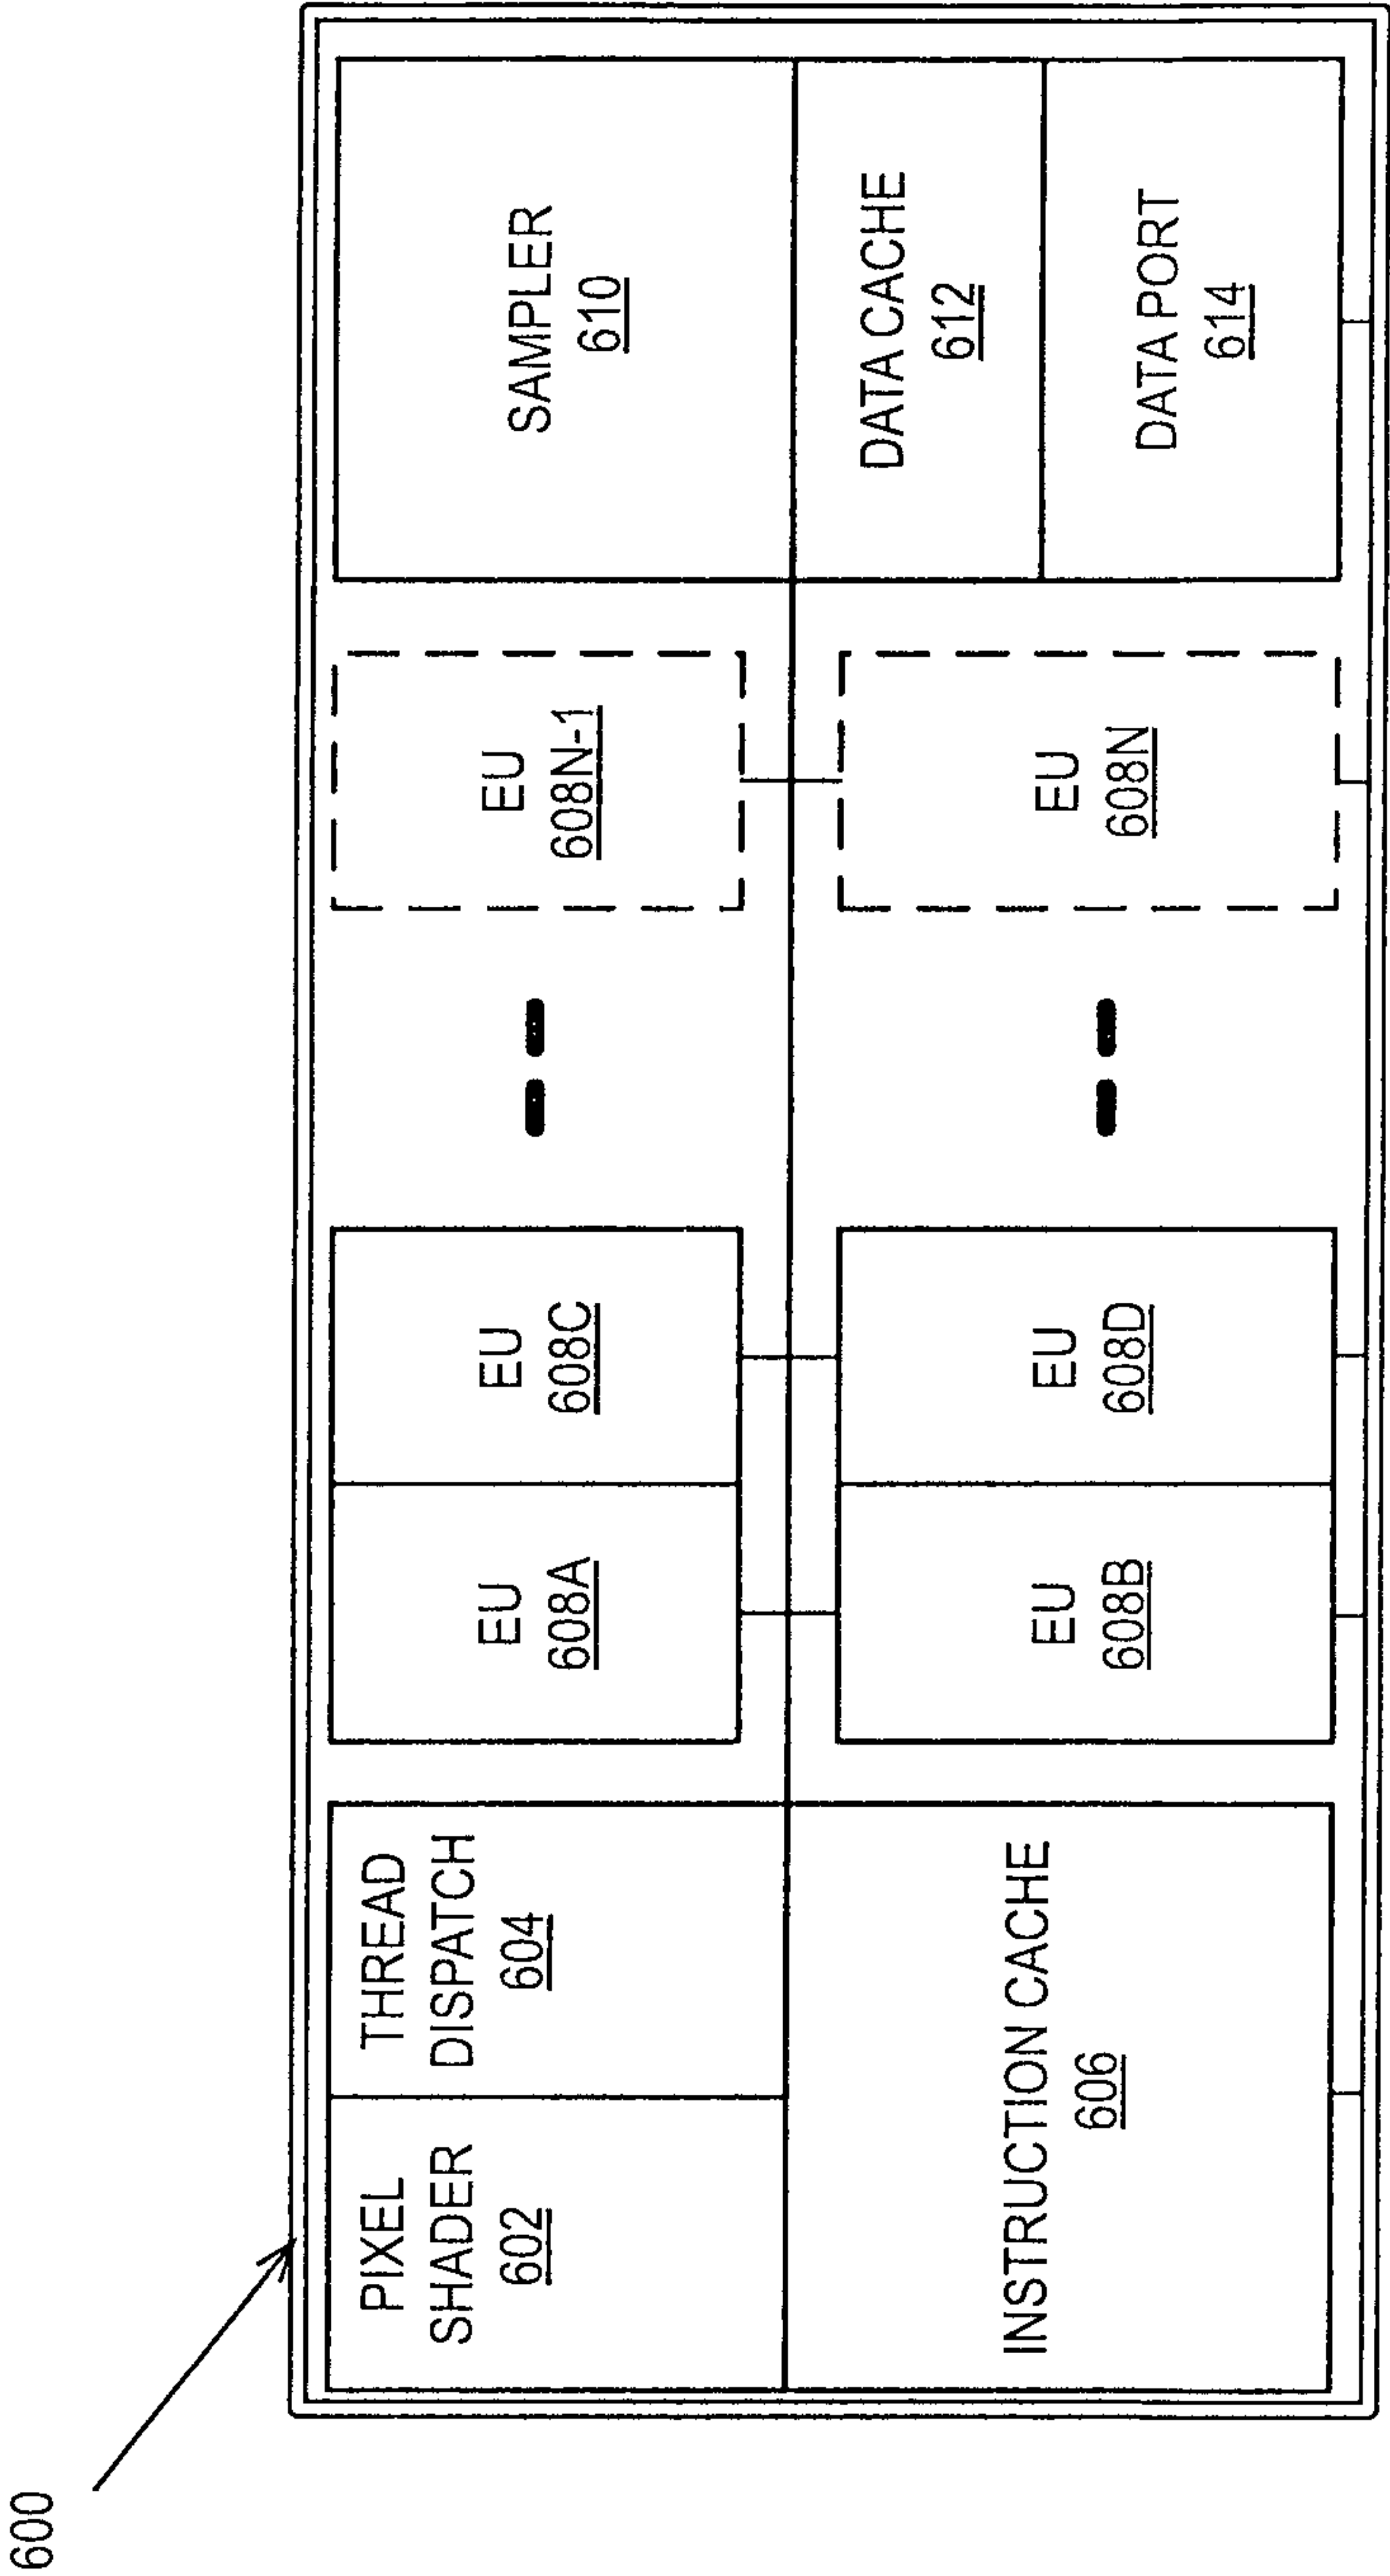 600
PIXEL
SHADER
602
THREAD
DISPATCH
604
INSTRUCTION CACHE
606
EU
608A
EU
608C
EU
608B
EU
608D
EU
608N-1
EU
608N
SAMPLER
610
DATA CACHE
612
DATA PORT
614